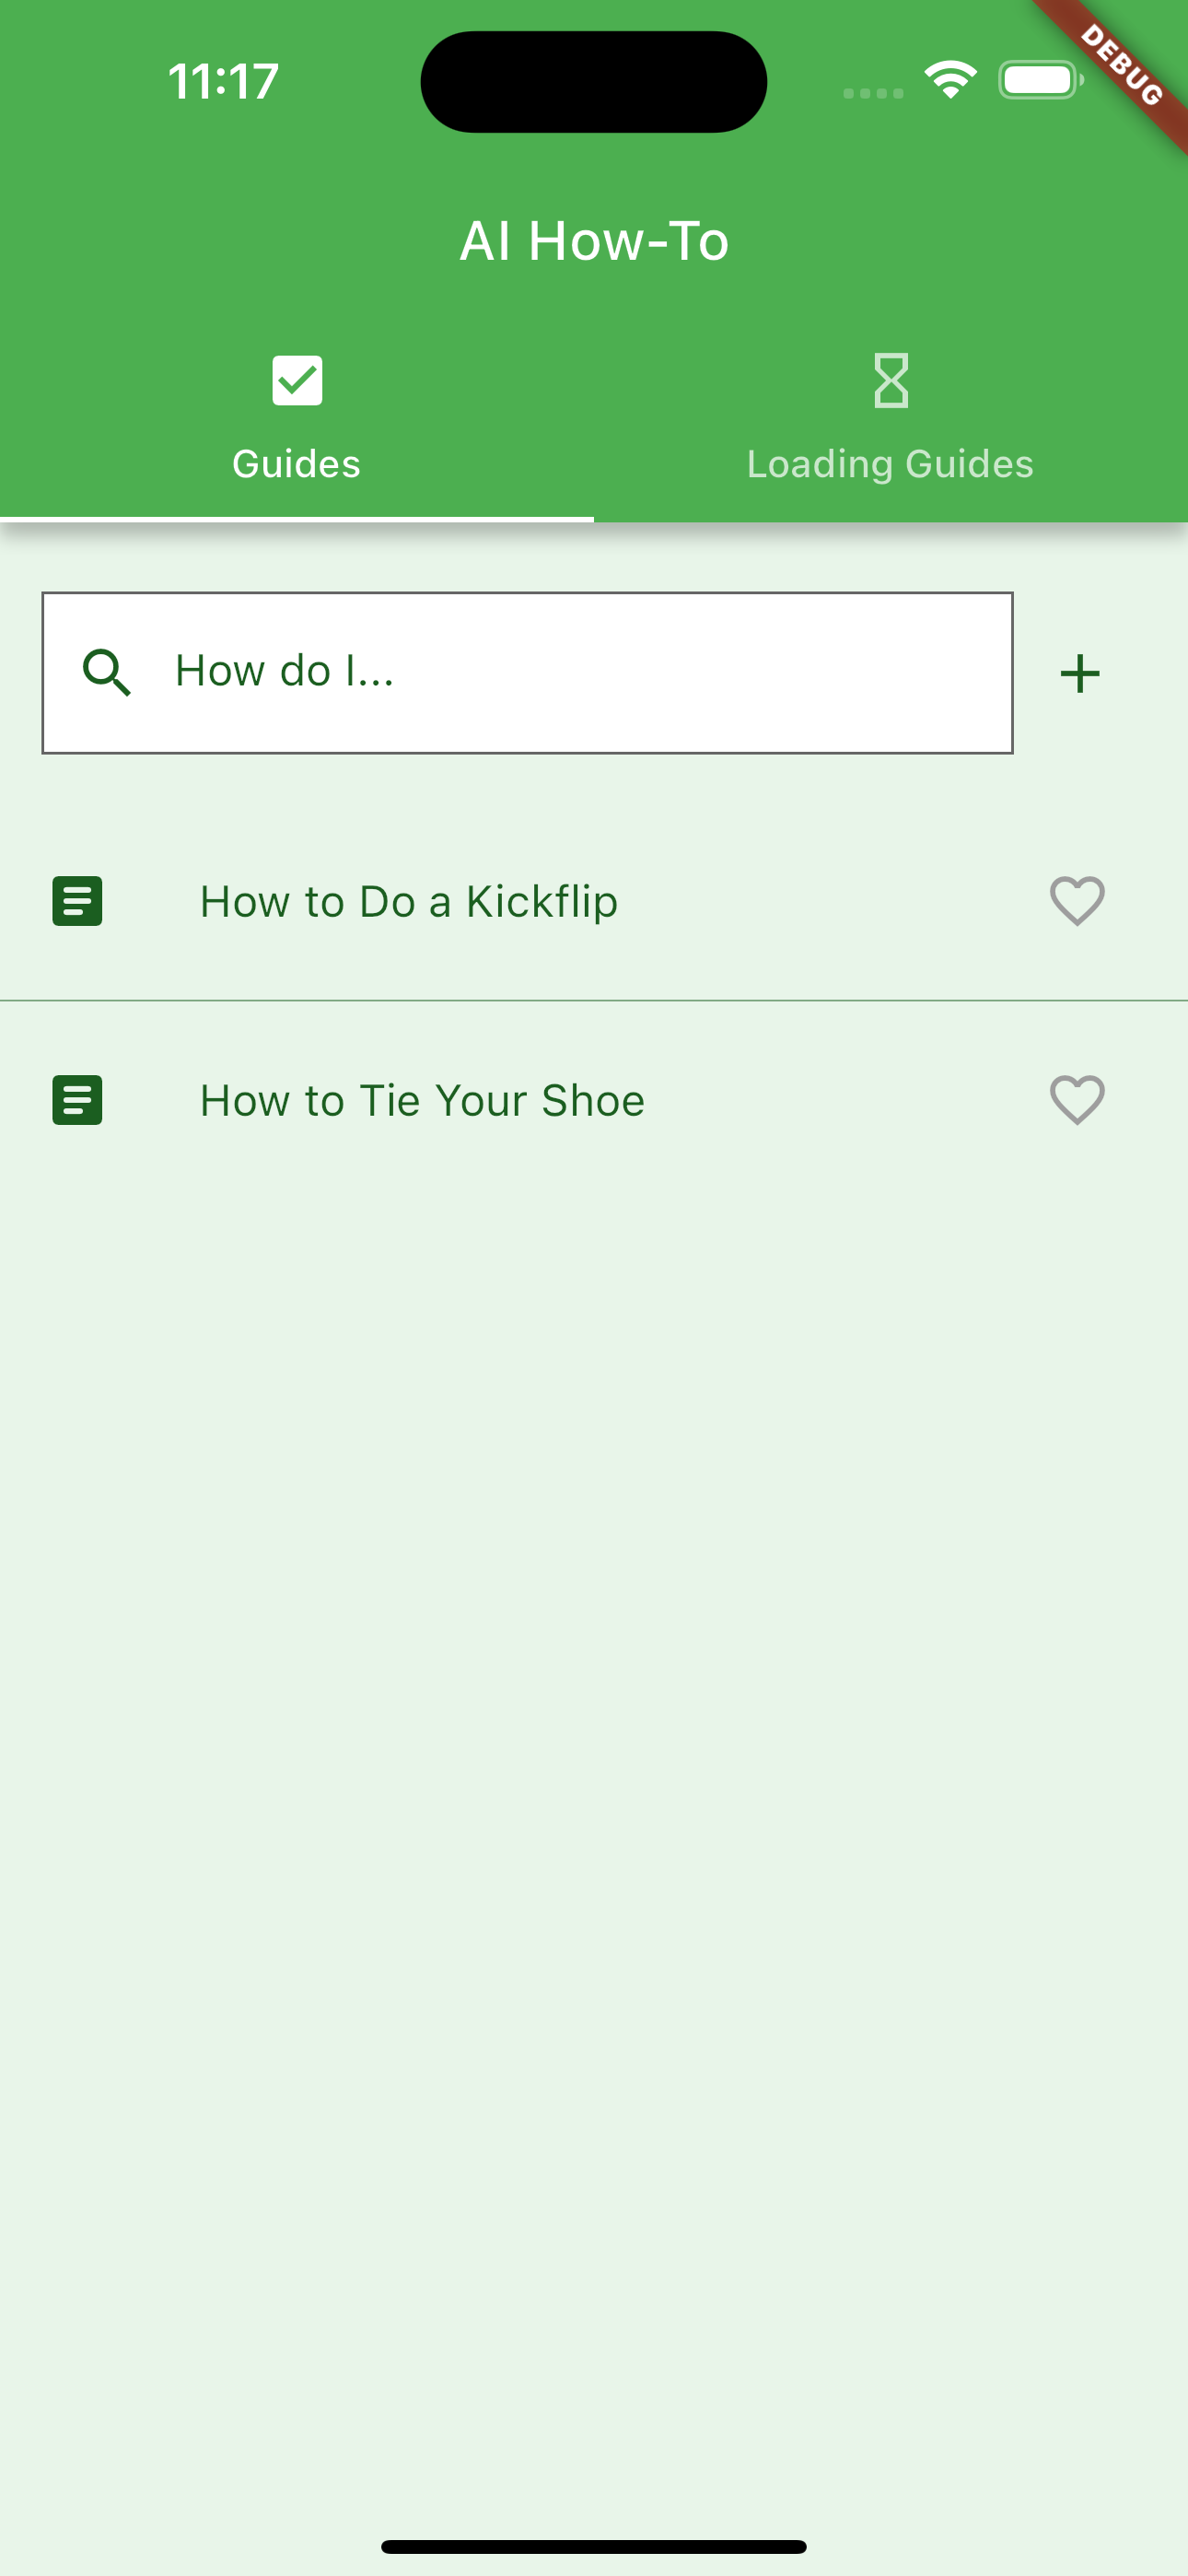 11:17
DEBUG
AI How-To
Guides
Loading Guides
How do I...
How to Do a Kickflip
How to Tie Your Shoe